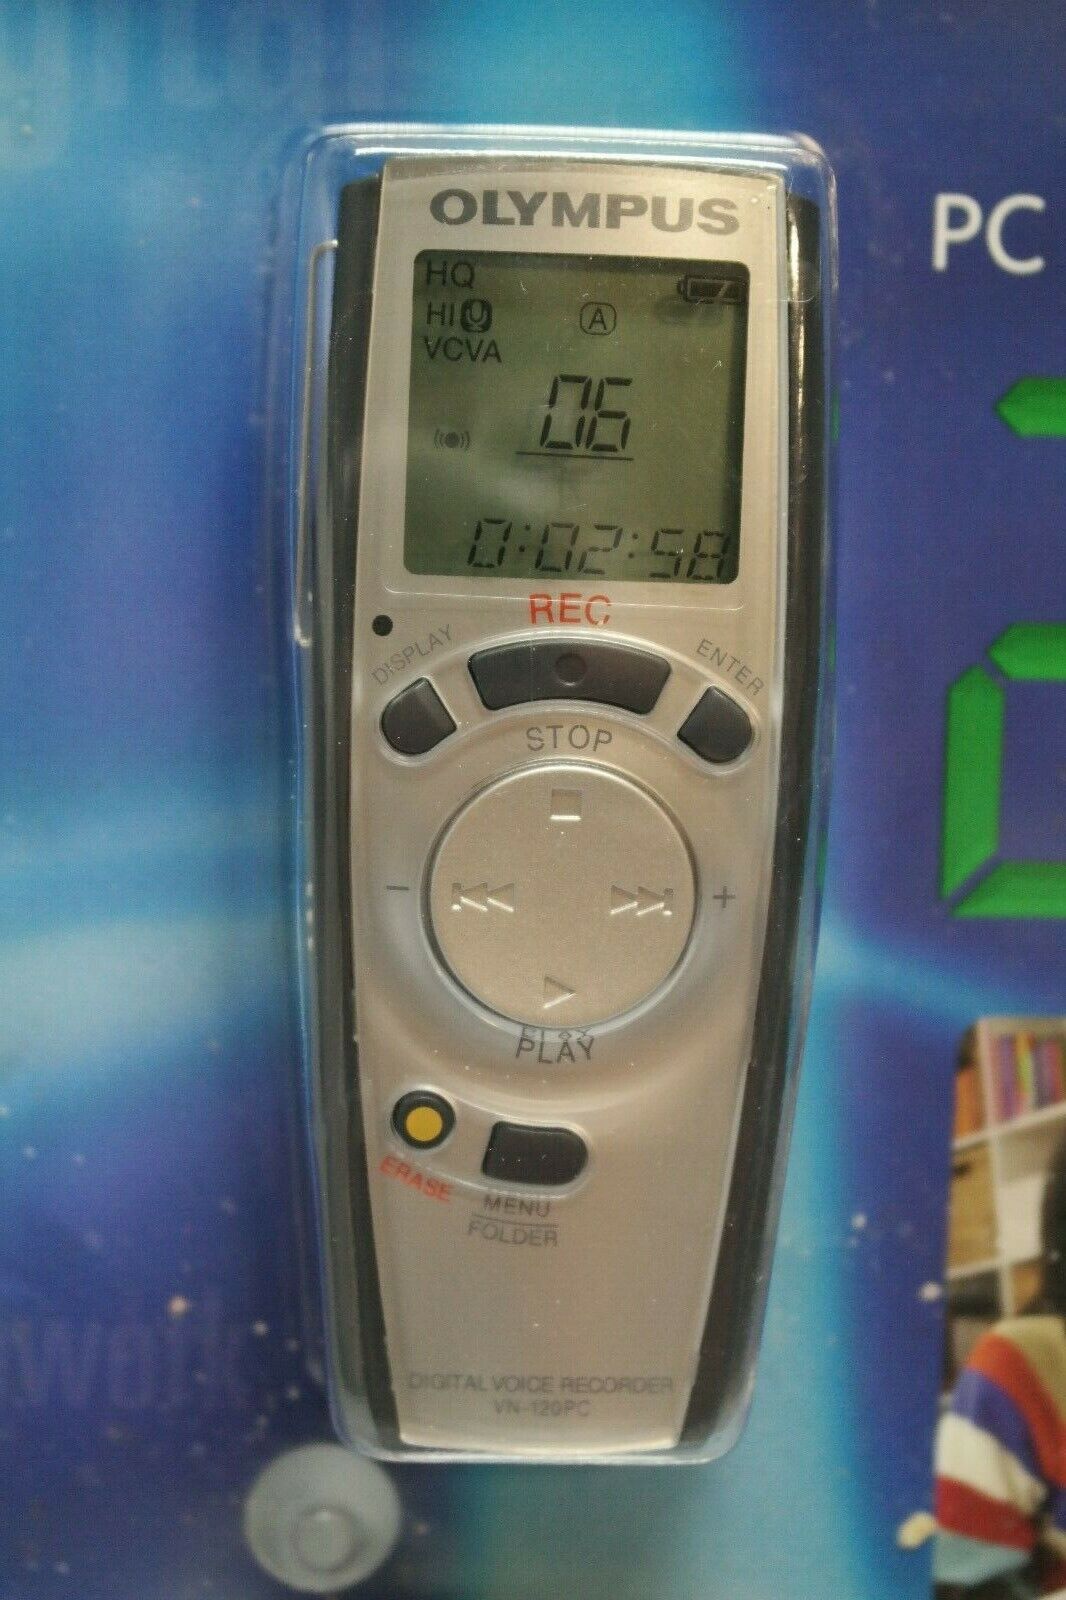 OLYMPUS
PC
HQ
HI
A
VCVA
06
0:02:58
REC
DISPLAY
ENTER
STOP
- +
PLAY
ERASE
MENU
FOLDER
DIGITAL VOICE RECORDER
VN-120PC